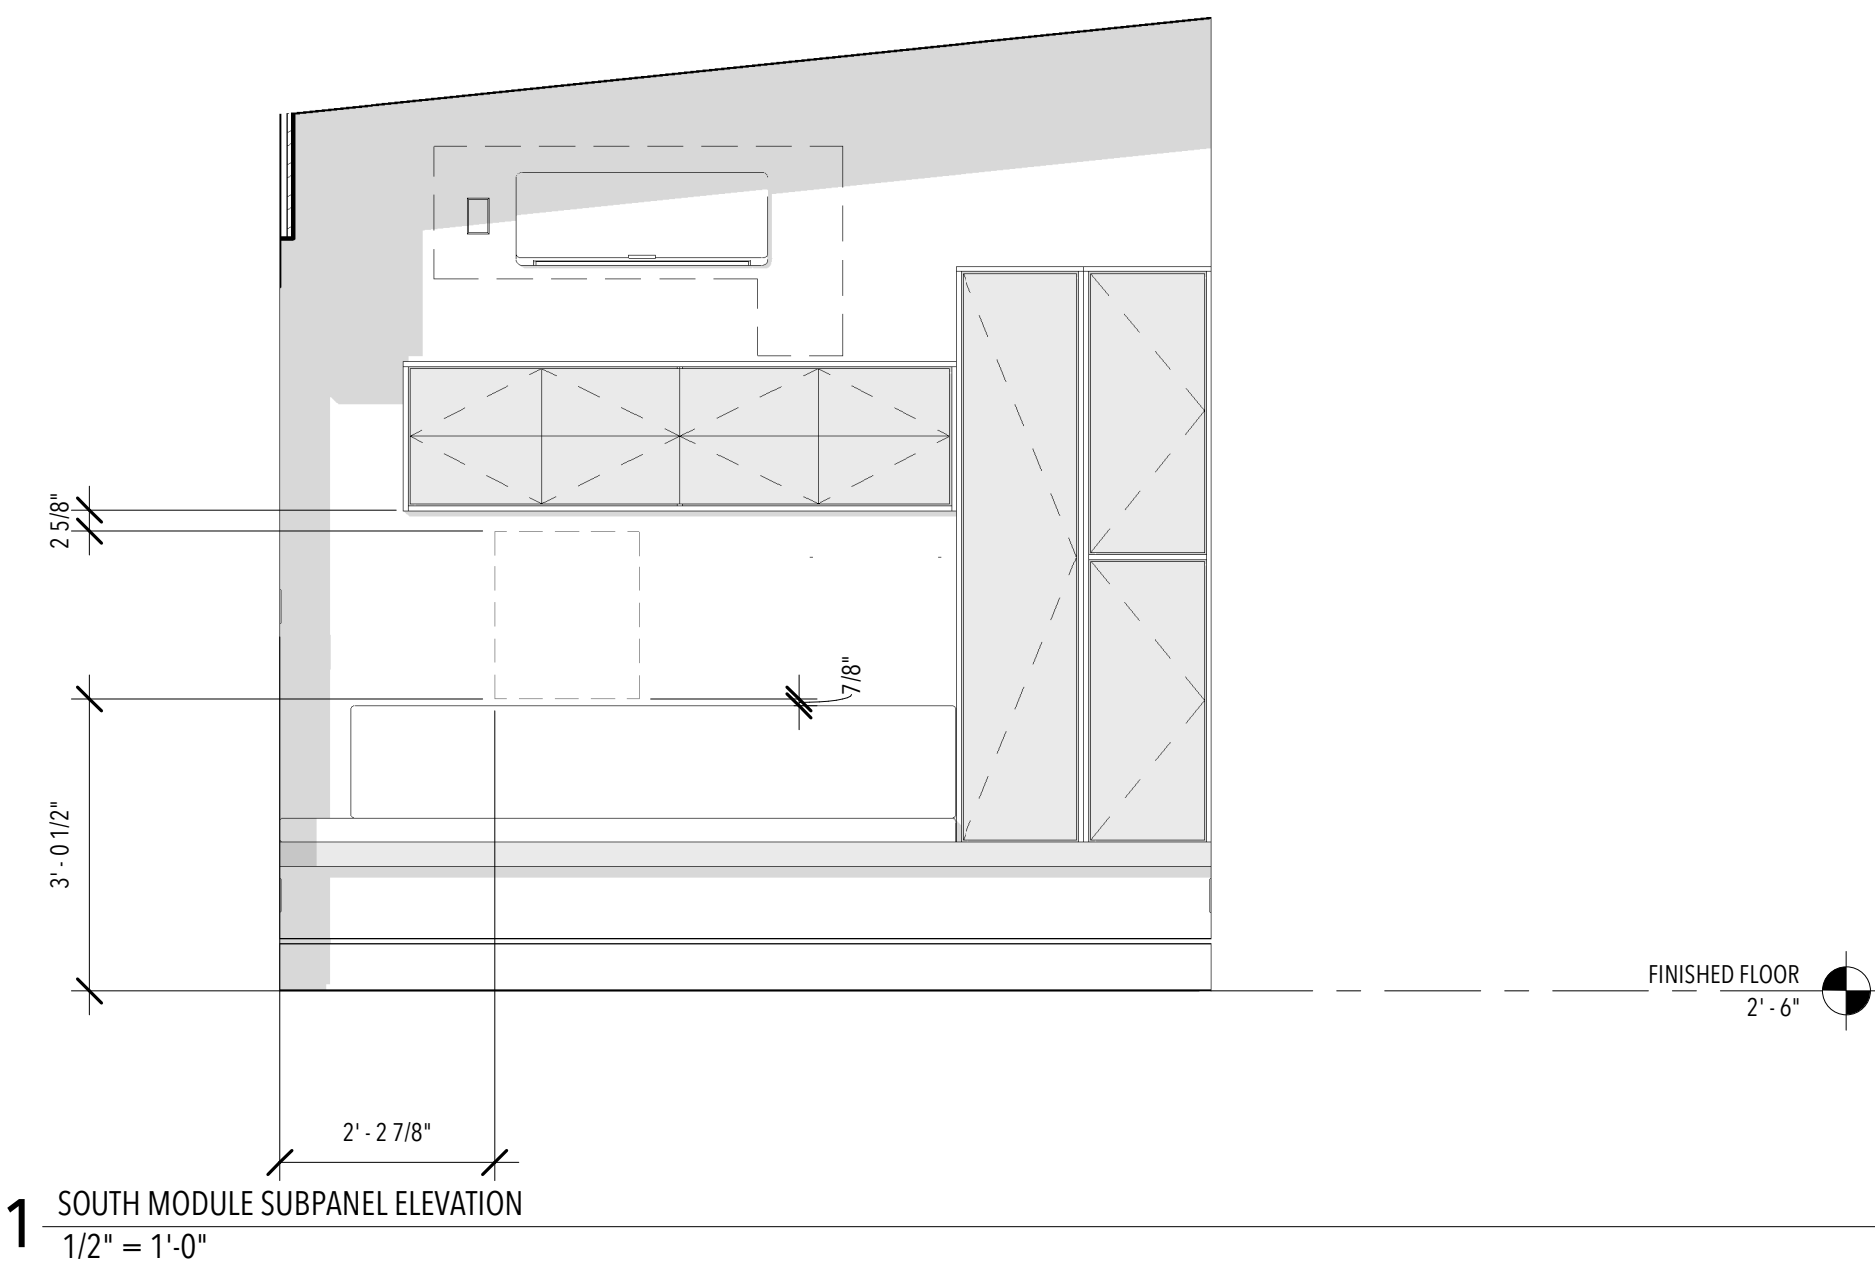 2 5/8"
7/8"
3' - 0 1/2"
FINISHED FLOOR
2' - 6"
2' - 2 7/8"
1
SOUTH MODULE SUBPANEL ELEVATION
1/2" = 1'-0"